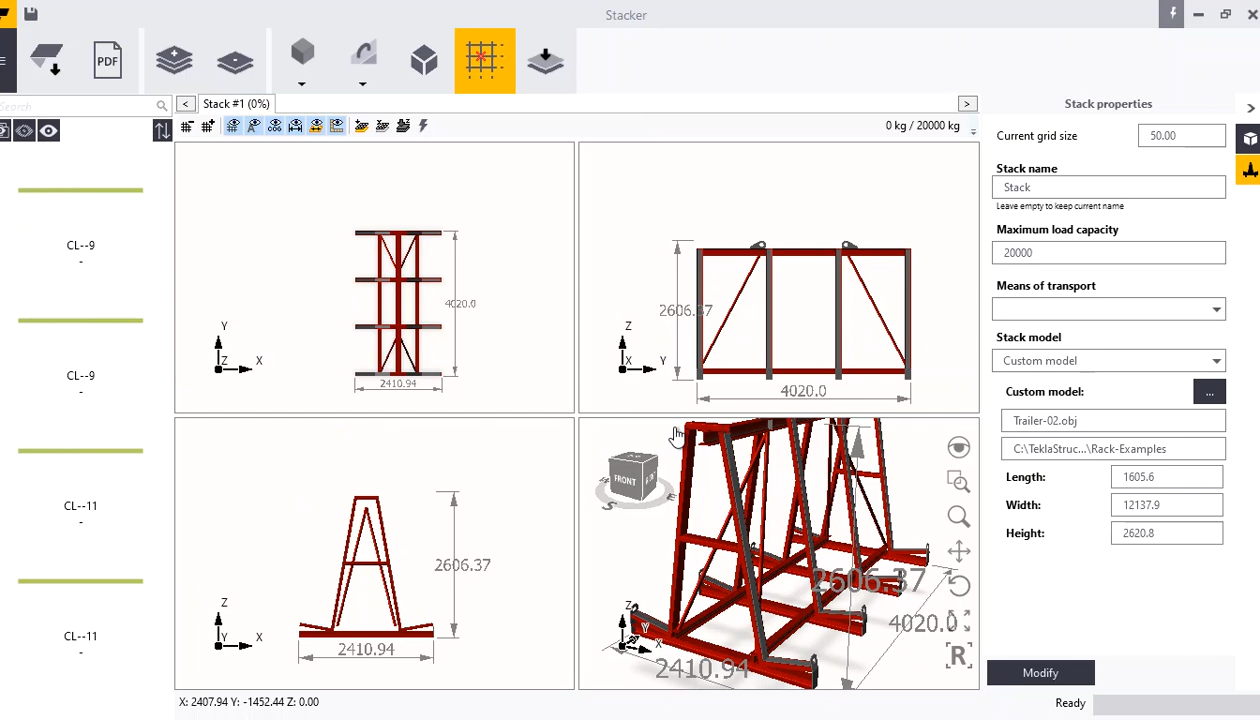 Stacker
PDF
Search
Stack #1 (0%)
0 kg / 20000 kg
CL--9
-
CL--9
-
CL--11
-
CL--11
-
4020.0
2410.94
Y
Z
X
2606.37
4020.0
Z
X
Y
2606.37
2410.94
Z
Y
X
FRONT
S
E
2606.37
4020.0
2410.94
Z
Y
X
[R]
X: 2407.94 Y: -1452.44 Z: 0.00
Stack properties
Current grid size
50.00
Stack name
Stack
Leave empty to keep current name
Maximum load capacity
20000
Means of transport
Stack model
Custom model
Custom model:
...
Trailer-02.obj
C:\TeklaStruc...\Rack-Examples
Length:
1605.6
Width:
12137.9
Height:
2620.8
Modify
Ready